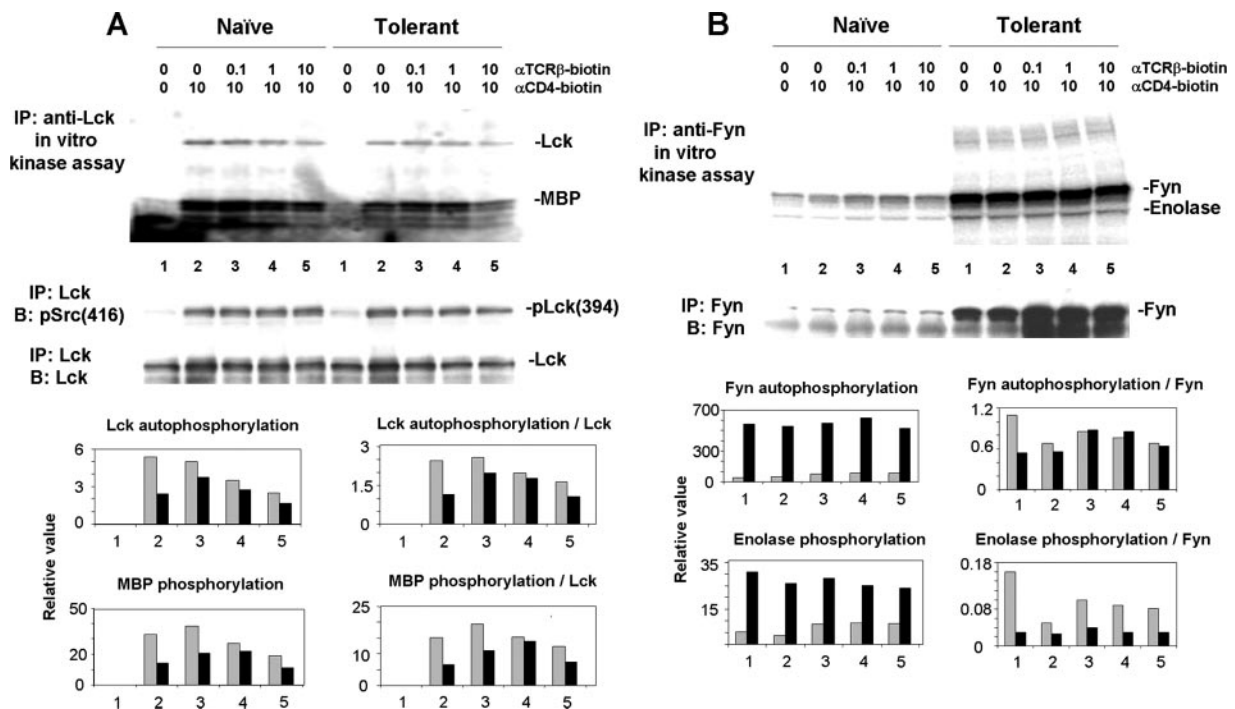 A
Naïve Tolerant
0 0 0.1 1 10 0 0 0.1 1 10 αTCRβ-biotin
0 10 10 10 10 0 10 10 10 10 αCD4-biotin
IP: anti-Lck
in vitro
kinase assay
-Lck
-MBP
1 2 3 4 5 1 2 3 4 5
IP: Lck
B: pSrc(416)
-pLck(394)
IP: Lck
B: Lck
-Lck
Lck autophosphorylation
6
3
0
1 2 3 4 5
Lck autophosphorylation / Lck
3
1.5
0
1 2 3 4 5
Relative value
MBP phosphorylation
50
20
0
1 2 3 4 5
MBP phosphorylation / Lck
25
10
0
1 2 3 4 5
B
Naïve Tolerant
0 0 0.1 1 10 0 0 0.1 1 10 αTCRβ-biotin
0 10 10 10 10 0 10 10 10 10 αCD4-biotin
IP: anti-Fyn
in vitro
kinase assay
-Fyn
-Enolase
1 2 3 4 5 1 2 3 4 5
IP: Fyn
B: Fyn
-Fyn
Fyn autophosphorylation
700
300
0
1 2 3 4 5
Fyn autophosphorylation / Fyn
1.2
0.6
0
1 2 3 4 5
Relative value
Enolase phosphorylation
35
15
1 2 3 4 5
Enolase phosphorylation / Fyn
0.18
0.08
0
1 2 3 4 5